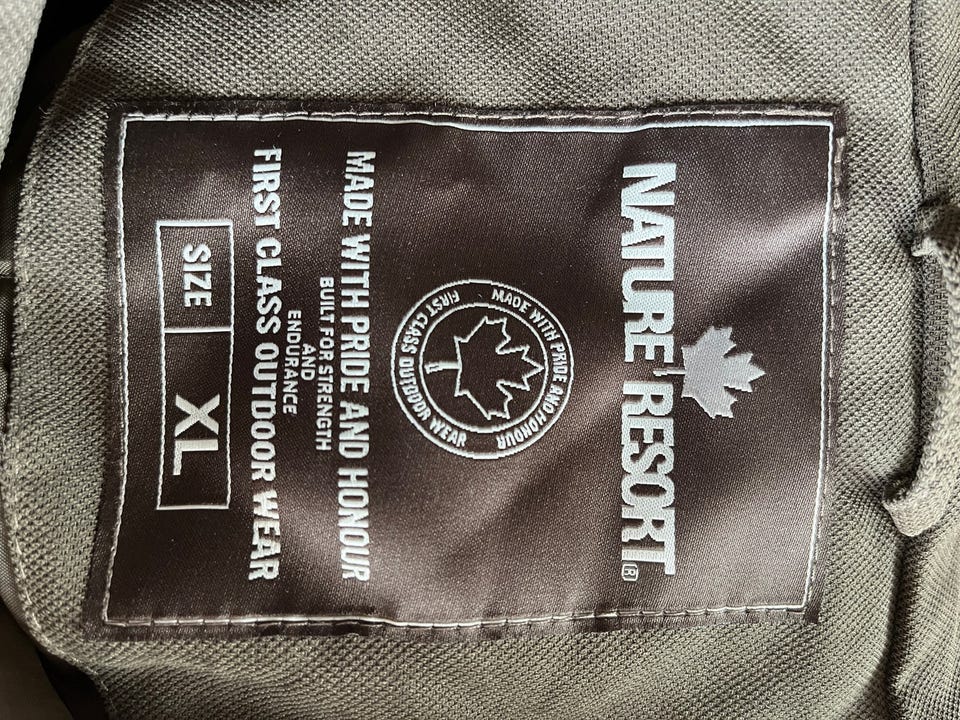 NATURE RESORT®
MADE WITH PRIDE AND HONOUR
FIRST CLASS OUTDOOR WEAR
MADE WITH PRIDE AND HONOUR
BUILT FOR STRENGTH
AND
ENDURANCE
FIRST CLASS OUTDOOR WEAR
SIZE XL